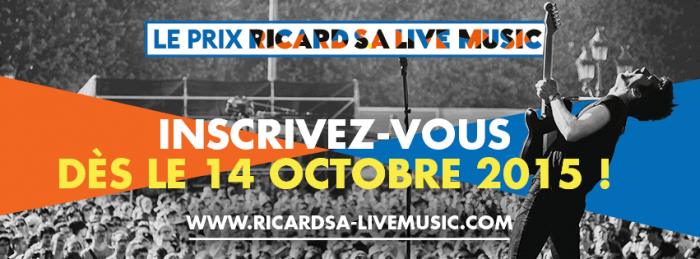 LE PRIX RICARD SA LIVE MUSIC
INSCRIVEZ-VOUS
DÈS LE 14 OCTOBRE 2015 !
WWW.RICARDSA-LIVEMUSIC.COM